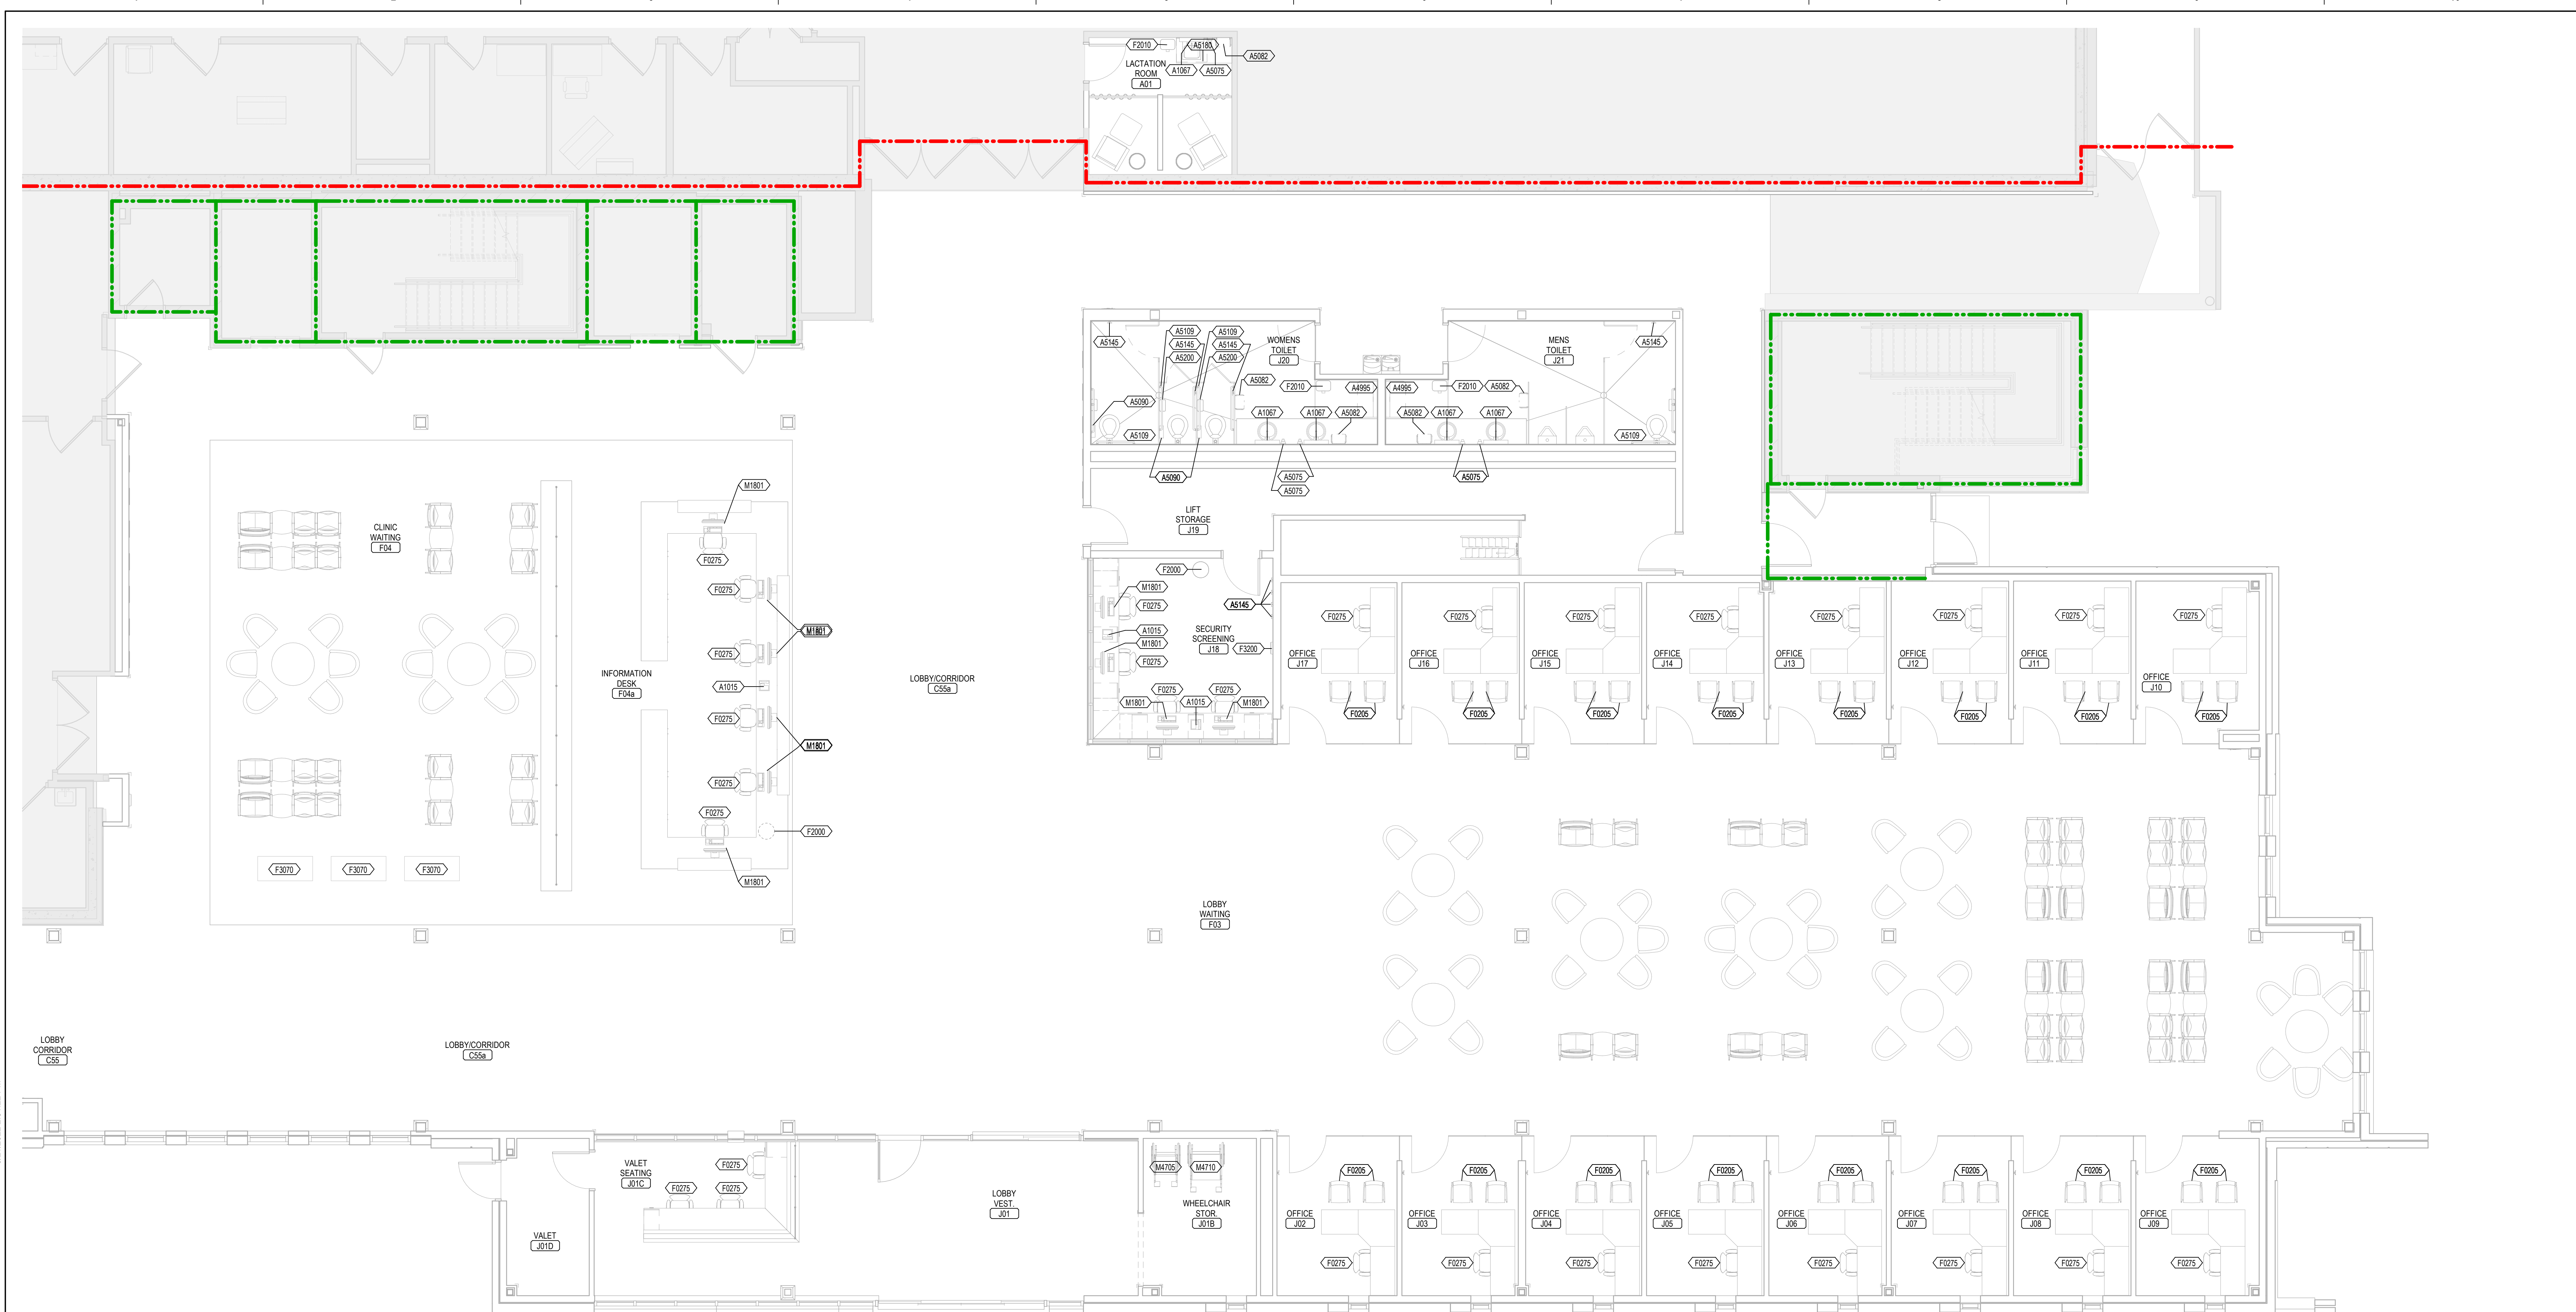 F2010
A5180
A5082
LACTATION
ROOM
A01
A1067
A5075
A5145
A5109
A5145
A5200
A5109
A5145
A5200
WOMENS
TOILET
J20
A5082
F2010
A4995
A5090
A5109
A1067
A1067
A5082
A5090
A5075
A5075
MENS
TOILET
J21
A5145
A4995
F2010
A5082
A5082
A1067
A1067
A5109
A5075
LIFT
STORAGE
J19
CLINIC
WAITING
F04
M1801
F0275
F0275
M1801
F0275
INFORMATION
DESK
F04a
A1015
F0275
M1801
F0275
F0275
F2000
M1801
F3070
F3070
F3070
LOBBY/CORRIDOR
C55a
F2000
M1801
F0275
A5145
A1015
SECURITY
SCREENING
J18
M1801
F3200
F0275
F0275
F0275
M1801
A1015
M1801
F0275
OFFICE
J17
F0205
F0275
OFFICE
J16
F0205
F0275
OFFICE
J15
F0205
F0275
OFFICE
J14
F0205
F0275
OFFICE
J13
F0205
F0275
OFFICE
J12
F0205
F0275
OFFICE
J11
F0205
F0275
OFFICE
J10
F0205
LOBBY
WAITING
F03
LOBBY
CORRIDOR
C55
LOBBY/CORRIDOR
C55a
VALET
SEATING
J01C
F0275
F0275
F0275
VALET
J01D
LOBBY
VEST.
J01
M4705
M4710
WHEELCHAIR
STOR.
J01B
F0205
OFFICE
J02
F0275
F0205
OFFICE
J03
F0275
F0205
OFFICE
J04
F0275
F0205
OFFICE
J05
F0275
F0205
OFFICE
J06
F0275
F0205
OFFICE
J07
F0275
F0205
OFFICE
J08
F0275
F0205
OFFICE
J09
F0275